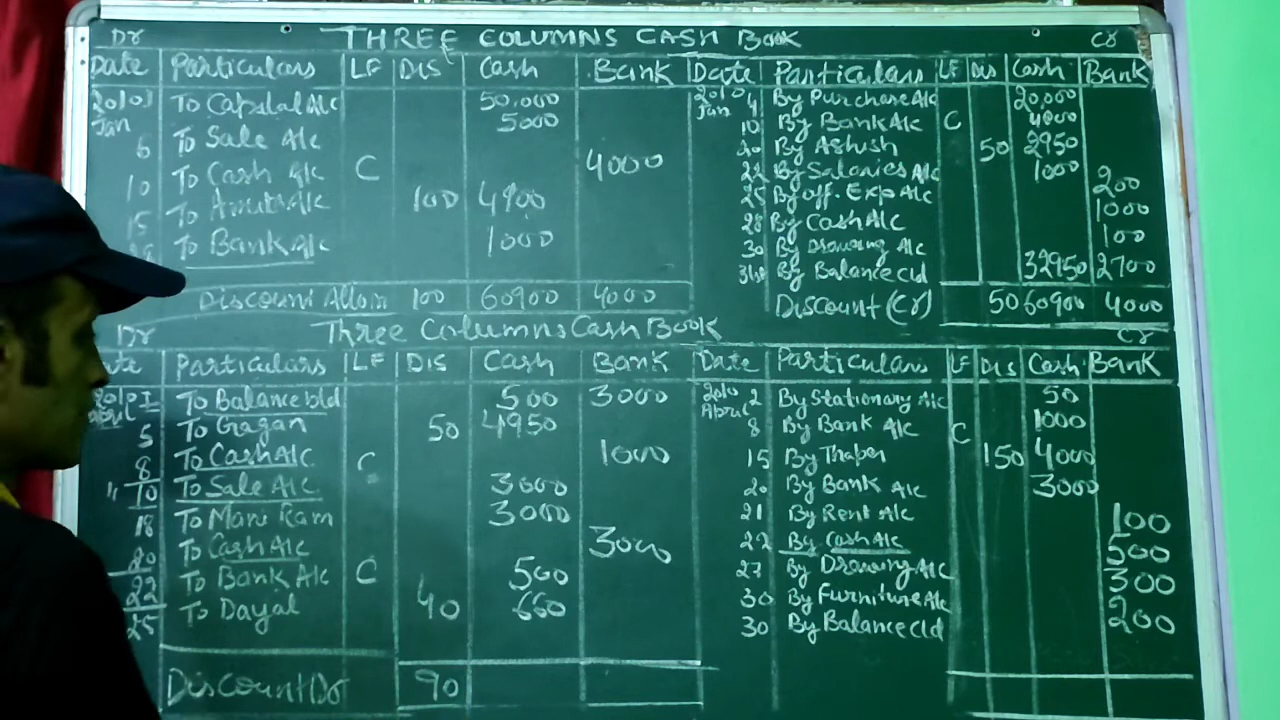 Dr THREE COLUMNS CASH BOOK Cr
Date Particulars LF DIS Cash Bank Date Particulars LF Dis Cash Bank
2010 Jan To Capital A/c 50,000 2010 Jan 4 By Purchase A/c 20,000
6 To Sale A/c 5000 10 By Bank A/c C 4000
10 To Cash A/c C 4000 20 By Ashish 50 2950
15 To A/c 100 4900 22 By Salaries A/c 1000
To Bank A/c 1000 25 By off. Exp A/c 200
28 By Cash A/c 1000
30 By Drawing A/c 100
By Balance c/d 32950 2700
Discount Allow 100 60900 4000 Discount (Cr) 50 60900 4000
Dr Three Columns Cash Book Cr
Date Particulars LF DIS Cash Bank Date Particulars LF Dis Cash Bank
2010 April 1 To Balance b/d 500 3000 2010 April 2 By Stationary A/c 50
5 To Gagan 50 4950 8 By Bank A/c C 1000
8 To Cash A/c C 1000 15 By Thaper 150 4000
" 10 To Sale A/c 3000 20 By Bank A/c 3000
18 To Mani Ram 3000 21 By Rent A/c 100
20 To Cash A/c 3000 22 By Cash A/c 500
22 To Bank A/c C 500 27 By Drawing A/c 300
25 To Dayal 40 660 30 By Furniture A/c 200
30 By Balance c/d
Discount Dr 90